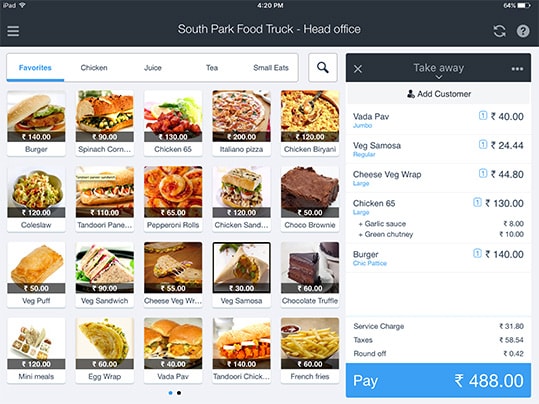 iPad
4:20 PM
64%
South Park Food Truck - Head office
Favorites Chicken Juice Tea Small Eats
₹ 140.00 ₹ 90.00 ₹ 130.00 ₹ 200.00 ₹ 120.00
Burger Spinach Corn... Chicken 65 Italiano pizza Chicken Biryani
₹ 120.00 ₹ 110.00 ₹ 65.00 ₹ 120.00 ₹ 50.00
Coleslaw Tandoori Pane... Pepperoni Rolls Chicken Sand... Choco Brownie
₹ 50.00 ₹ 90.00 ₹ 60.00 ₹ 30.00 ₹ 60.00
Veg Puff Veg Sandwich Cheese Veg Wr... Veg Samosa Chocolate Truffle
₹ 120.00 ₹ 60.00 ₹ 40.00 ₹ 140.00 ₹ 60.00
Mini meals Egg Wrap Vada Pav Tandoori Chick... French fries
Take away
Add Customer
Vada Pav 1 ₹ 40.00
Jumbo
Veg Samosa 1 ₹ 24.44
Regular
Cheese Veg Wrap 1 ₹ 44.80
Large
Chicken 65 1 ₹ 130.00
Large
+ Garlic sauce ₹ 8.00
+ Green chutney ₹ 10.00
Burger 1 ₹ 140.00
Chic Pattice
Service Charge ₹ 31.80
Taxes ₹ 58.54
Round off ₹ 0.42
Pay ₹ 488.00